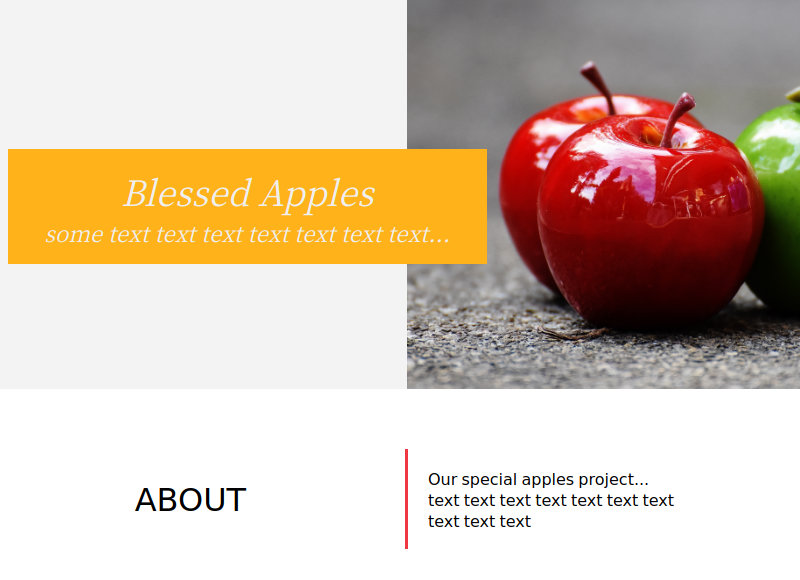 Blessed Apples
some text text text text text text text...
ABOUT
Our special apples project...
text text text text text text text
text text text